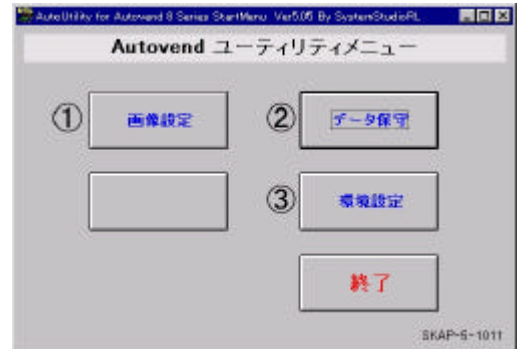 AutoUtility for Autovend 8 Series StartMenu Ver5.05 By SystemStudioRL
Autovend ユーティリティメニュー
① 画像設定
② データ保守
③ 環境設定
終了
SKAP-S-1011